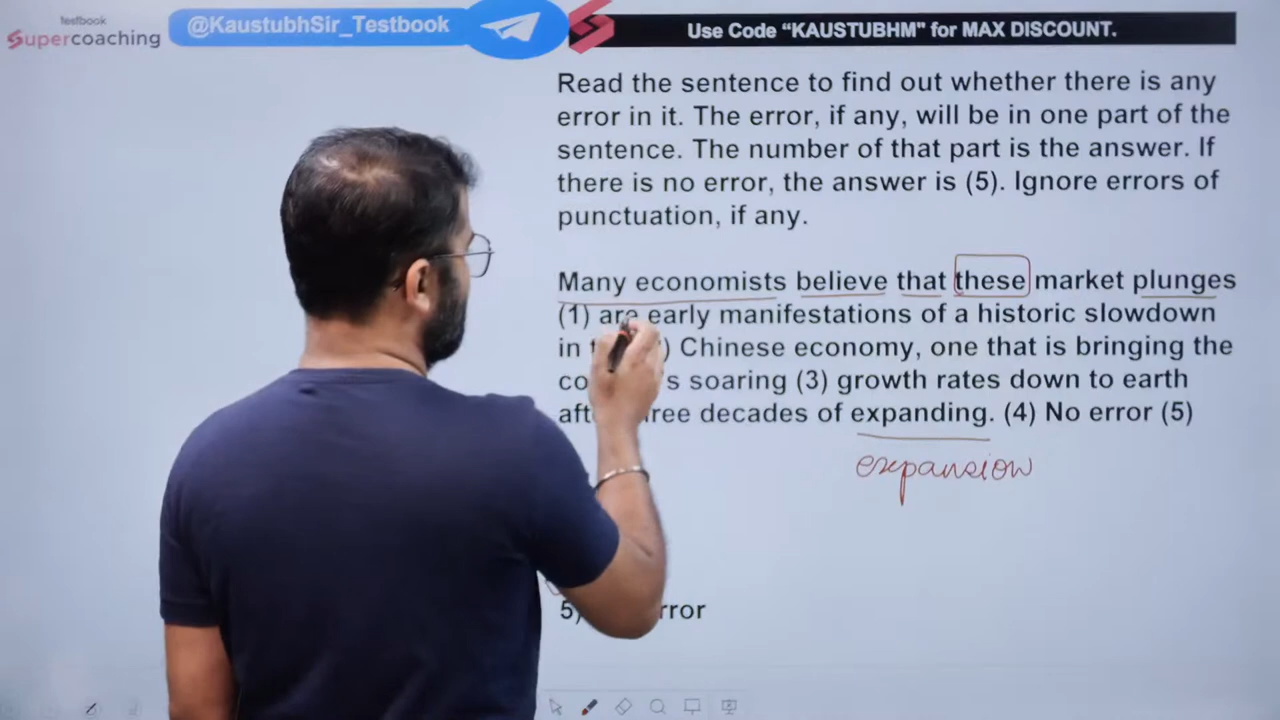 testbook
Supercoaching
@KaustubhSir_Testbook
Use Code “KAUSTUBHM” for MAX DISCOUNT.
Read the sentence to find out whether there is any
error in it. The error, if any, will be in one part of the
sentence. The number of that part is the answer. If
there is no error, the answer is (5). Ignore errors of
punctuation, if any.
Many economists believe that these market plunges
(1) are early manifestations of a historic slowdown
in ) Chinese economy, one that is bringing the
co s soaring (3) growth rates down to earth
aft ree decades of expanding. (4) No error (5)
expansion
5) rror